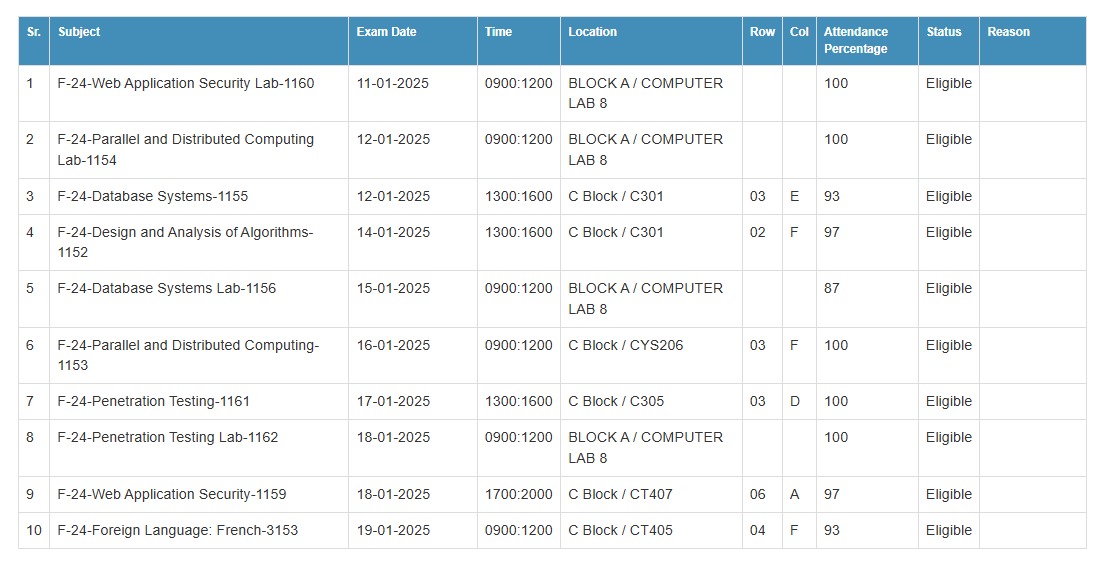 Sr. Subject Exam Date Time Location Row Col Attendance Percentage Status Reason
1 F-24-Web Application Security Lab-1160 11-01-2025 0900:1200 BLOCK A / COMPUTER LAB 8 100 Eligible
2 F-24-Parallel and Distributed Computing Lab-1154 12-01-2025 0900:1200 BLOCK A / COMPUTER LAB 8 100 Eligible
3 F-24-Database Systems-1155 12-01-2025 1300:1600 C Block / C301 03 E 93 Eligible
4 F-24-Design and Analysis of Algorithms-1152 14-01-2025 1300:1600 C Block / C301 02 F 97 Eligible
5 F-24-Database Systems Lab-1156 15-01-2025 0900:1200 BLOCK A / COMPUTER LAB 8 87 Eligible
6 F-24-Parallel and Distributed Computing-1153 16-01-2025 0900:1200 C Block / CYS206 03 F 100 Eligible
7 F-24-Penetration Testing-1161 17-01-2025 1300:1600 C Block / C305 03 D 100 Eligible
8 F-24-Penetration Testing Lab-1162 18-01-2025 0900:1200 BLOCK A / COMPUTER LAB 8 100 Eligible
9 F-24-Web Application Security-1159 18-01-2025 1700:2000 C Block / CT407 06 A 97 Eligible
10 F-24-Foreign Language: French-3153 19-01-2025 0900:1200 C Block / CT405 04 F 93 Eligible